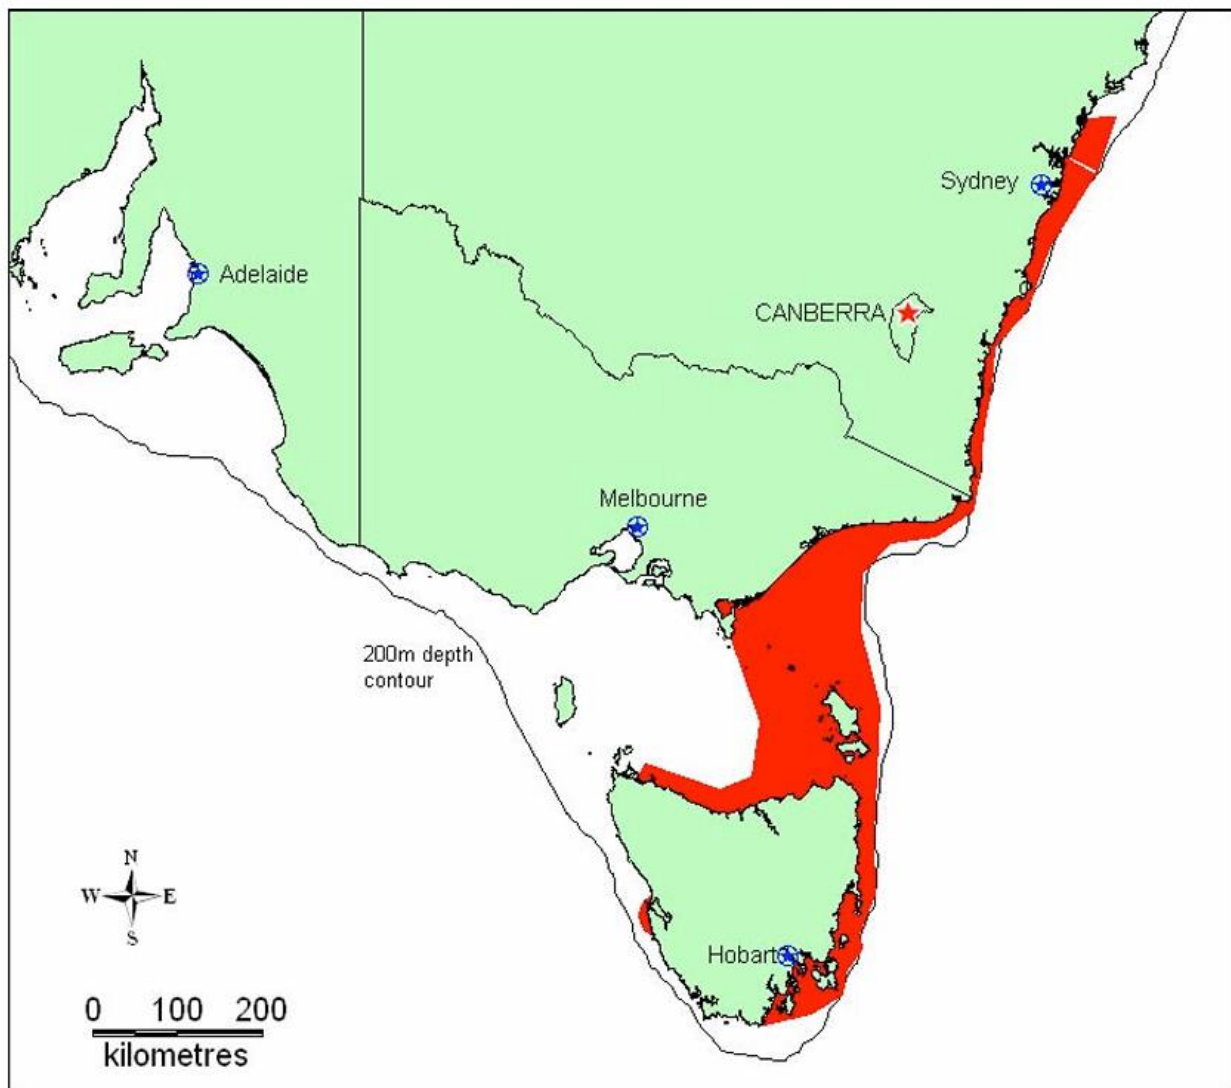 Sydney
Adelaide
CANBERRA
Melbourne
200m depth
contour
N
W E
S
Hobart
0 100 200
kilometres